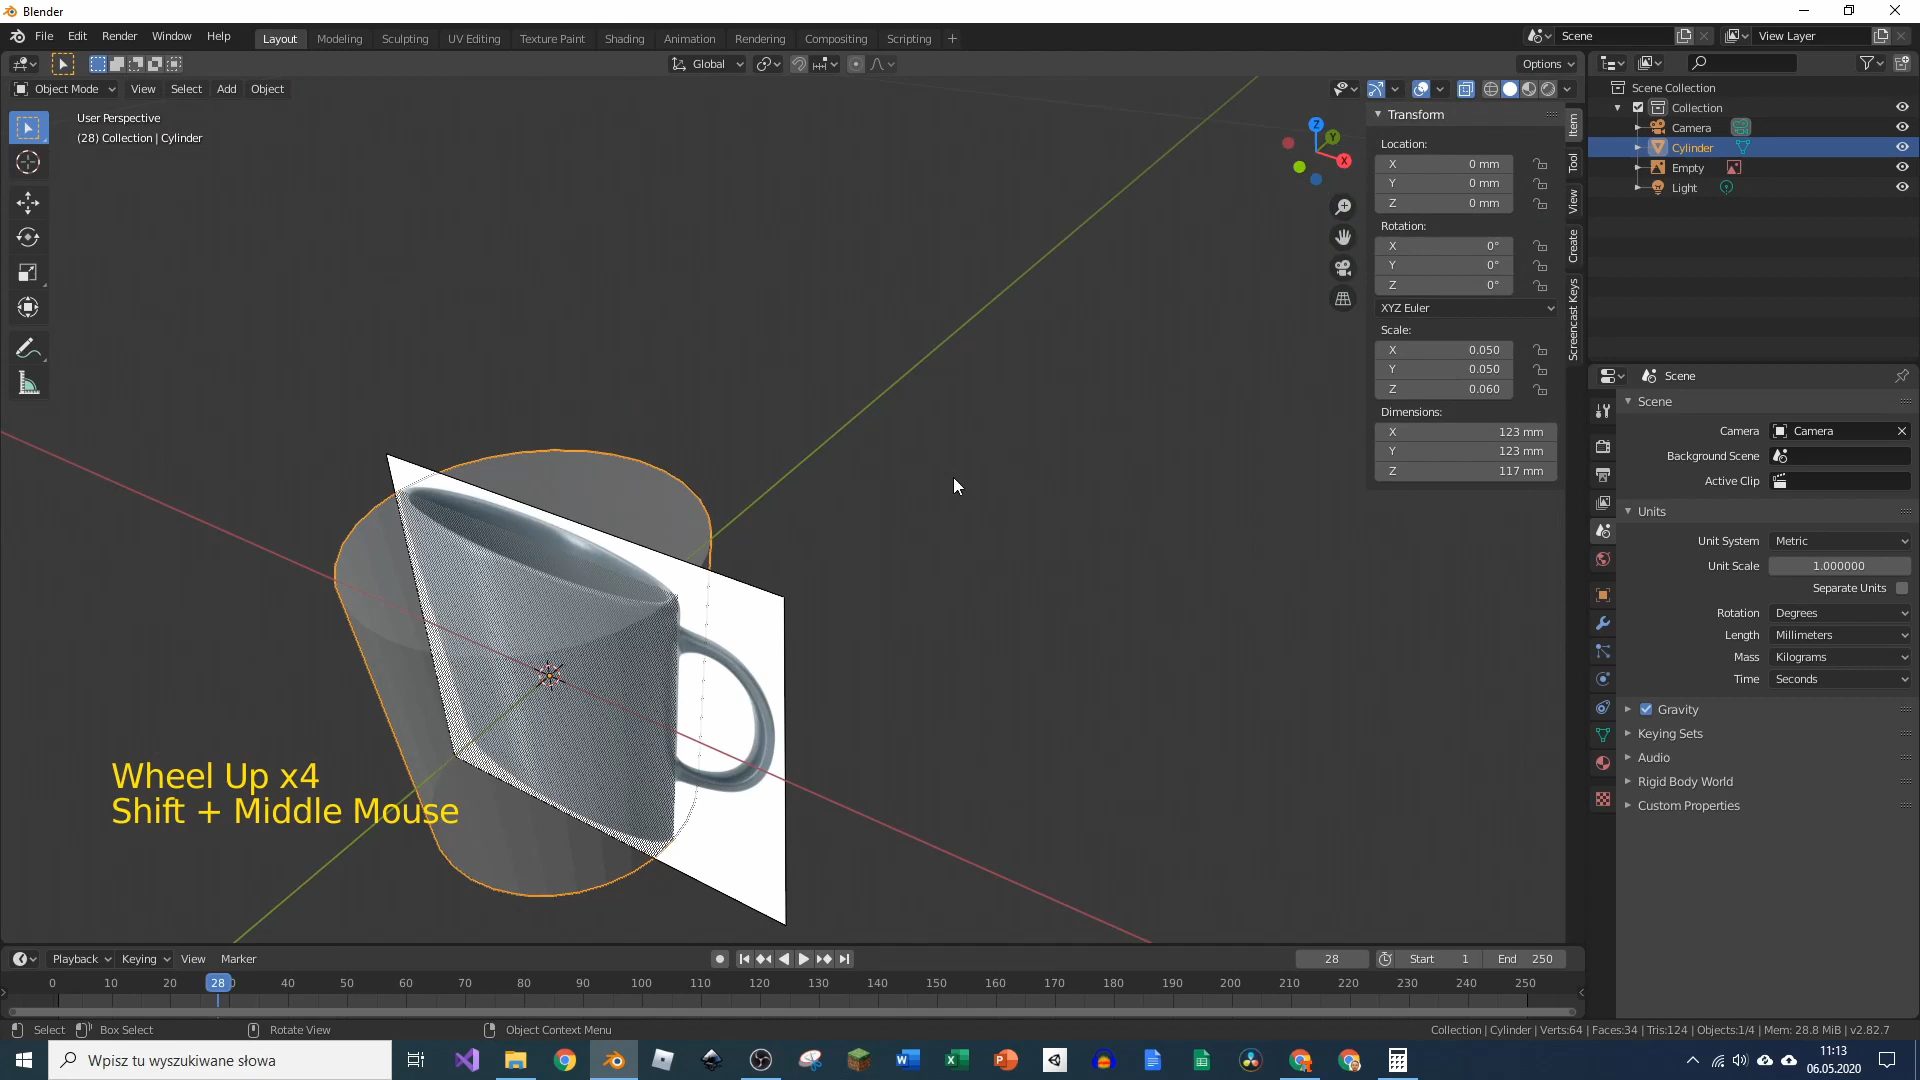 Blender
File Edit Render Window Help
Layout Modeling Sculpting UV Editing Texture Paint Shading Animation Rendering Compositing Scripting +
Scene
View Layer
Global
Options
Object Mode View Select Add Object
User Perspective
(28) Collection | Cylinder
Z
Y
X
Transform
Location:
X 0 mm
Y 0 mm
Z 0 mm
Rotation:
X 0°
Y 0°
Z 0°
XYZ Euler
Scale:
X 0.050
Y 0.050
Z 0.060
Dimensions:
X 123 mm
Y 123 mm
Z 117 mm
Item
Tool
View
Create
Screencast Keys
Scene Collection
Collection
Camera
Cylinder
Empty
Light
Scene
Scene
Camera Camera
Background Scene
Active Clip
Units
Unit System Metric
Unit Scale 1.000000
Separate Units
Rotation Degrees
Length Millimeters
Mass Kilograms
Time Seconds
Gravity
Keying Sets
Audio
Rigid Body World
Custom Properties
Wheel Up x4
Shift + Middle Mouse
Playback Keying View Marker
28 Start 1 End 250
0 10 20 28 40 50 60 70 80 90 100 110 120 130 140 150 160 170 180 190 200 210 220 230 240 250
Select Box Select Rotate View Object Context Menu
Collection | Cylinder | Verts:64 | Faces:34 | Tris:124 | Objects:1/4 | Mem: 28.8 MiB | v2.82.7
Wpisz tu wyszukiwane słowa
11:13
06.05.2020